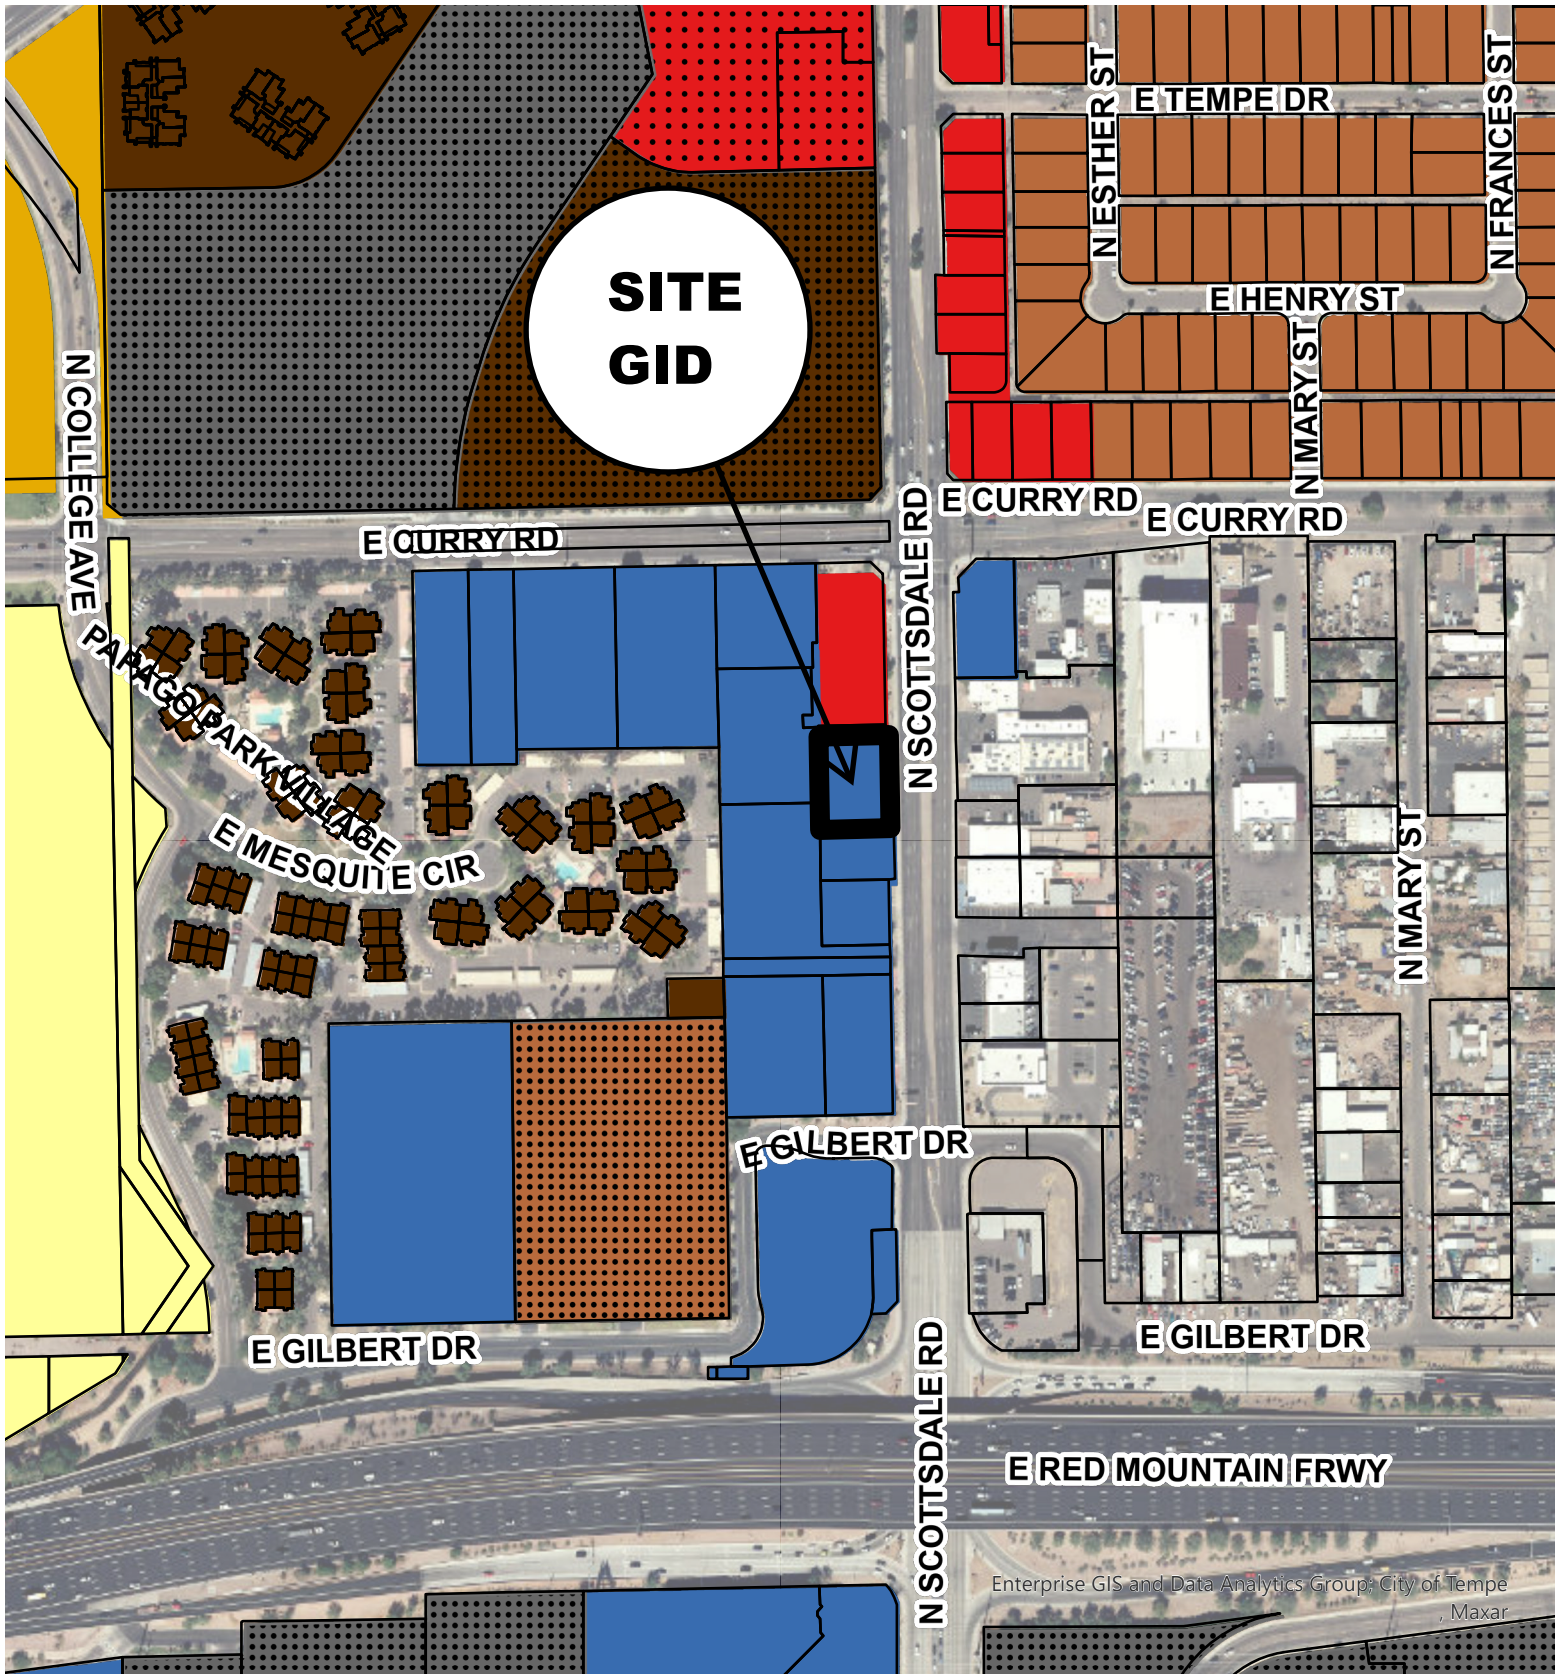 N ESTHER ST
E TEMPE DR
N FRANCES ST
SITE
GID
E HENRY ST
N MARY ST
N COLLEGE AVE
E CURRY RD
E CURRY RD
E CURRY RD
N SCOTTSDALE RD
PAPAGO PARK VILLAGE
E MESQUITE CIR
N MARY ST
E GILBERT DR
E GILBERT DR
E GILBERT DR
N SCOTTSDALE RD
E RED MOUNTAIN FRWY
Enterprise GIS and Data Analytics Group; City of Tempe
, Maxar